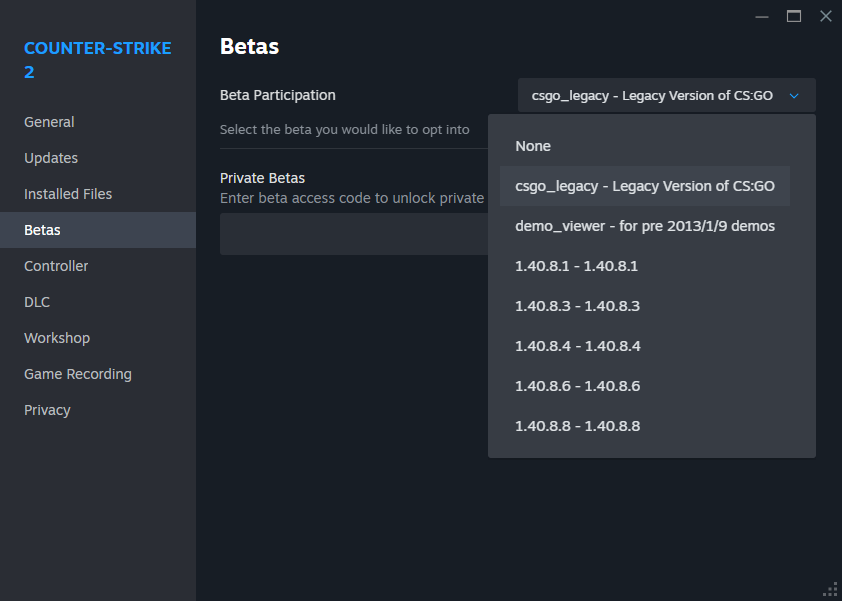 COUNTER-STRIKE
2
General
Updates
Installed Files
Betas
Controller
DLC
Workshop
Game Recording
Privacy
Betas
Beta Participation
csgo_legacy - Legacy Version of CS:GO
Select the beta you would like to opt into
Private Betas
Enter beta access code to unlock private
None
csgo_legacy - Legacy Version of CS:GO
demo_viewer - for pre 2013/1/9 demos
1.40.8.1 - 1.40.8.1
1.40.8.3 - 1.40.8.3
1.40.8.4 - 1.40.8.4
1.40.8.6 - 1.40.8.6
1.40.8.8 - 1.40.8.8